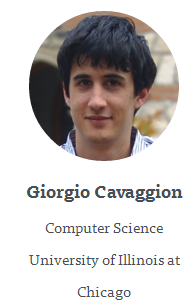 Giorgio Cavaggion
Computer Science
University of Illinois at
Chicago